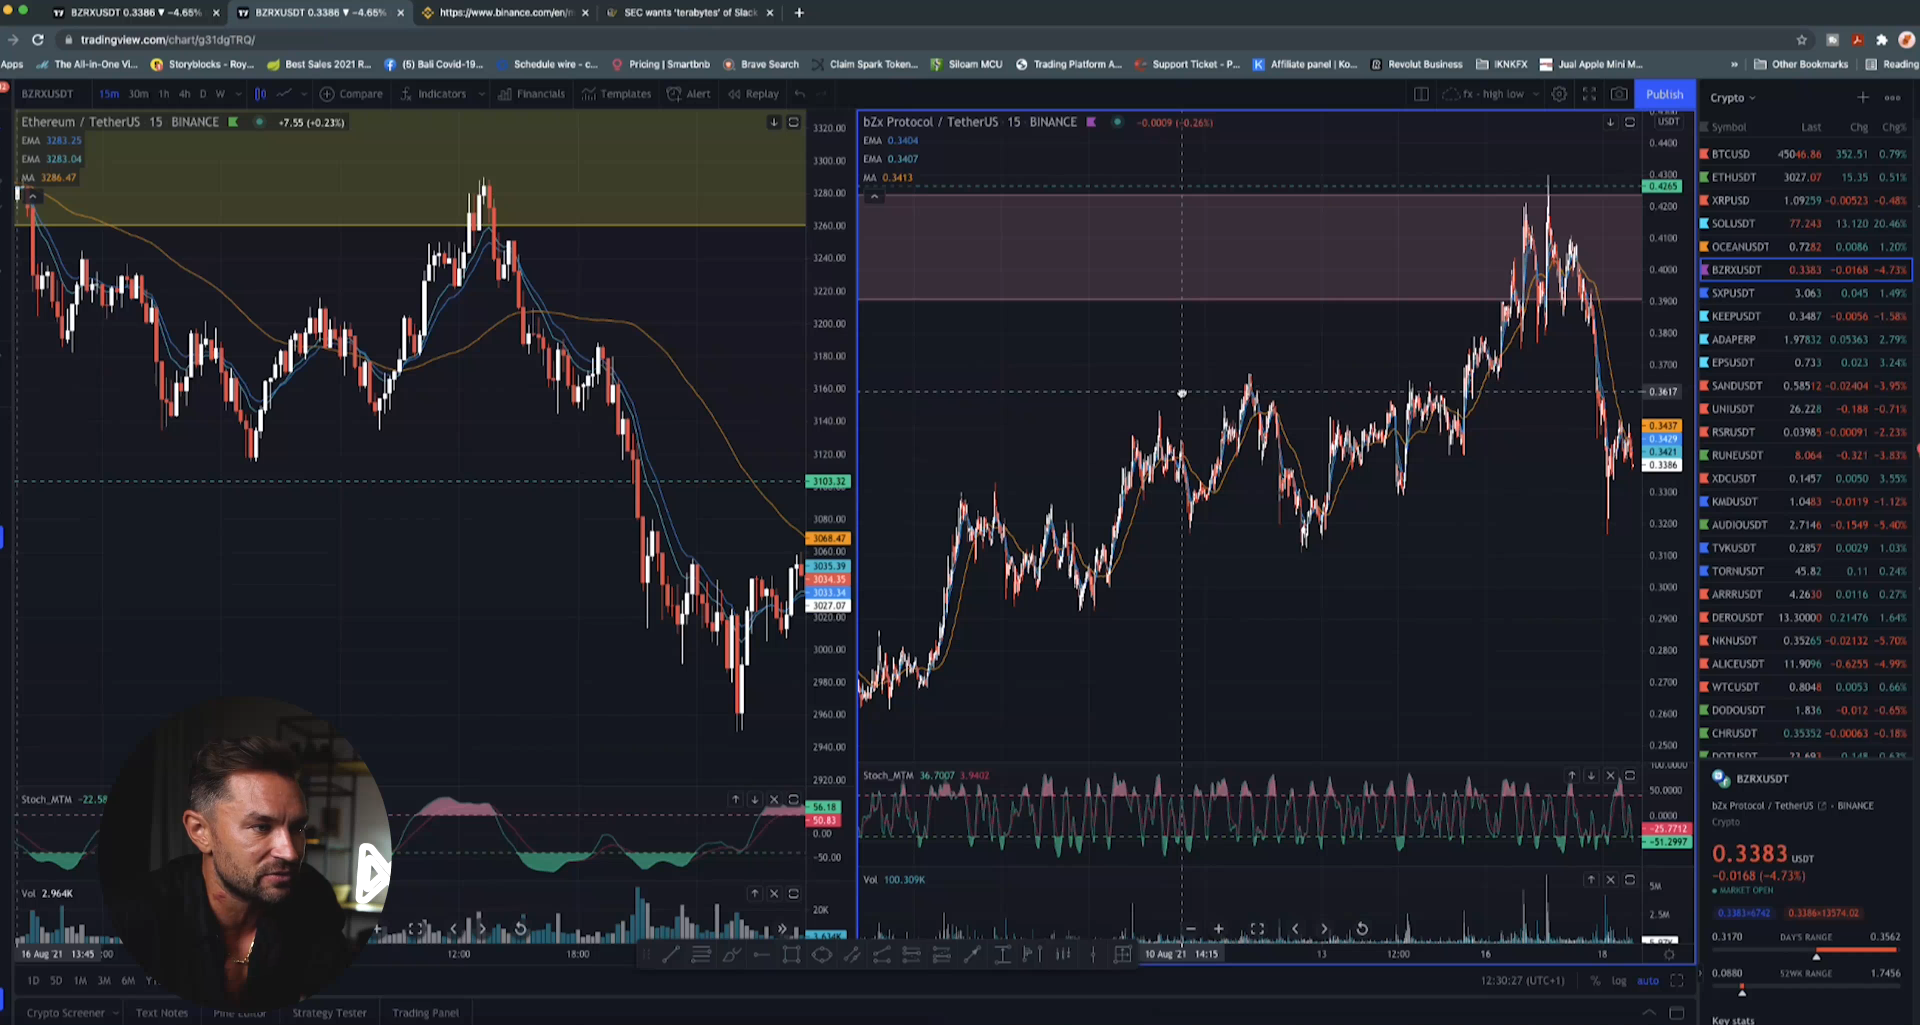 BZRXUSDT 0.3386 ▼ −4.65% × BZRXUSDT 0.3386 ▼ −4.65% × https://www.binance.com/en/ × SEC wants 'terabytes' of Slack × +
tradingview.com/chart/g31dgTRQ/
Apps The All-in-One Vi... Storyblocks - Roy... Best Sales 2021 R... (5) Bali Covid-19... Schedule wire - c... Pricing | Smartbnb Brave Search Claim Spark Token... Siloam MCU Trading Platform A... Support Ticket - P... Affiliate panel | Ko... Revolut Business IKNKFX Jual Apple Mini M... » Other Bookmarks Reading
BZRXUSDT 15m 30m 1h 4h D W Compare Indicators Financials Templates Alert Replay fx - high low Publish
Ethereum / TetherUS 15 BINANCE +7.55 (+0.23%)
EMA 3283.25
EMA 3283.04
MA 3286.47
3320.00
3300.00
3280.00
3260.00
3240.00
3220.00
3200.00
3180.00
3160.00
3140.00
3120.00
3103.32
3080.00
3068.47
3060.00
3035.39
3034.35
3033.34
3027.07
3020.00
3000.00
2980.00
2960.00
2940.00
2920.00
Stoch_MTM -22.58
56.18
50.83
0.00
-50.00
Vol 2.964K
20K
3.634K
16 Aug '21 13:45 12:00 18:00
bZx Protocol / TetherUS 15 BINANCE -0.0009 (-0.26%)
EMA 0.3404
EMA 0.3407
MA 0.3413
USDT
0.4400
0.4300
0.4265
0.4200
0.4100
0.4000
0.3900
0.3800
0.3700
0.3617
0.3437
0.3429
0.3421
0.3386
0.3300
0.3200
0.3100
0.3000
0.2900
0.2800
0.2700
0.2600
0.2500
Stoch_MTM 36.7007 3.9402
100.0000
50.0000
0.0000
-25.7712
-51.2997
Vol 100.309K
5M
2.5M
10 Aug '21 14:15 13 12:00 16 18
1D 5D 1M 3M 6M 12:30:27 (UTC+1) % log auto
Crypto Screener Text Notes Pine Editor Strategy Tester Trading Panel
Crypto
Symbol Last Chg Chg%
BTCUSD 45046.86 352.51 0.79%
ETHUSDT 3027.07 15.35 0.51%
XRPUSD 1.09259 -0.00523 -0.48%
SOLUSDT 77.243 13.120 20.46%
OCEANUSDT 0.7282 0.0086 1.20%
BZRXUSDT 0.3383 -0.0168 -4.73%
SXPUSDT 3.063 0.045 1.49%
KEEPUSDT 0.3487 -0.0056 -1.58%
ADAPERP 1.97832 0.05363 2.79%
EPSUSDT 0.733 0.023 3.24%
SANDUSDT 0.58512 -0.02404 -3.95%
UNIUSDT 26.228 -0.188 -0.71%
RSRUSDT 0.03985 -0.00091 -2.23%
RUNEUSDT 8.064 -0.321 -3.83%
XDCUSDT 0.1457 0.0050 3.55%
KMDUSDT 1.0483 -0.0119 -1.12%
AUDIOUSDT 2.7146 -0.1549 -5.40%
TVKUSDT 0.2857 0.0029 1.03%
TORNUSDT 45.82 0.11 0.24%
ARRRUSDT 4.2630 0.0116 0.27%
DEROUSDT 13.30000 0.21476 1.64%
NKNUSDT 0.35265 -0.02132 -5.70%
ALICEUSDT 11.9096 -0.6255 -4.99%
WTCUSDT 0.8048 0.0053 0.66%
DODOUSDT 1.836 -0.012 -0.65%
CHRUSDT 0.35352 -0.00063 -0.18%
DOTUSDT 23.693 0.148 0.63%
BZRXUSDT
bZx Protocol / TetherUS • BINANCE
Crypto
0.3383 USDT
-0.0168 (-4.73%)
MARKET OPEN
0.3383×6742 0.3386×13574.02
0.3170 DAY'S RANGE 0.3562
0.0880 52WK RANGE 1.7456
Key stats